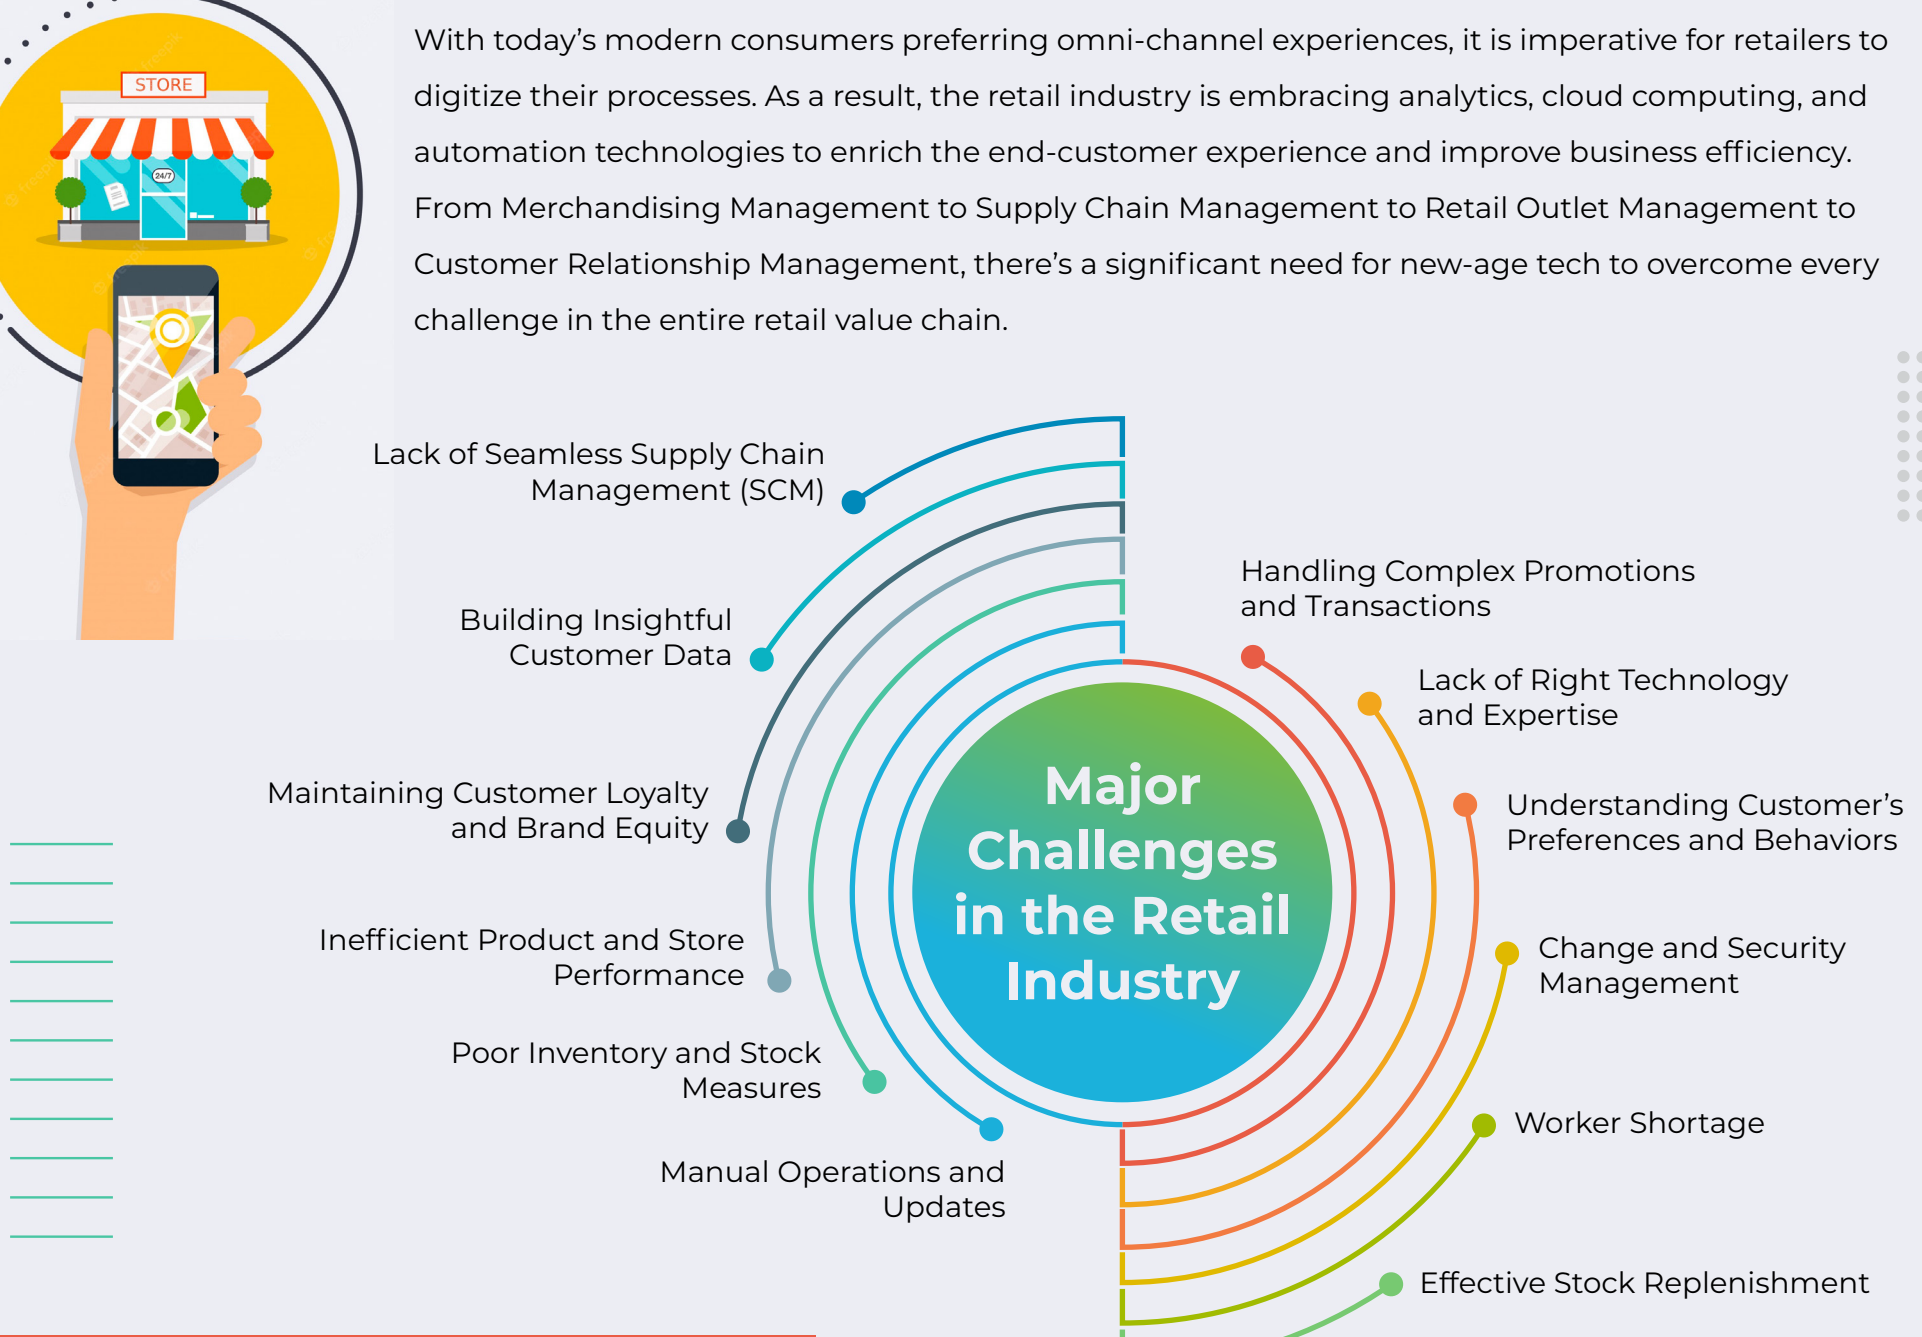 With today’s modern consumers preferring omni-channel experiences, it is imperative for retailers to
digitize their processes. As a result, the retail industry is embracing analytics, cloud computing, and
automation technologies to enrich the end-customer experience and improve business efficiency.
From Merchandising Management to Supply Chain Management to Retail Outlet Management to
Customer Relationship Management, there’s a significant need for new-age tech to overcome every
challenge in the entire retail value chain.
STORE
24/7
Lack of Seamless Supply Chain
Management (SCM)
Building Insightful
Customer Data
Maintaining Customer Loyalty
and Brand Equity
Inefficient Product and Store
Performance
Poor Inventory and Stock
Measures
Manual Operations and
Updates
Major
Challenges
in the Retail
Industry
Handling Complex Promotions
and Transactions
Lack of Right Technology
and Expertise
Understanding Customer’s
Preferences and Behaviors
Change and Security
Management
Worker Shortage
Effective Stock Replenishment